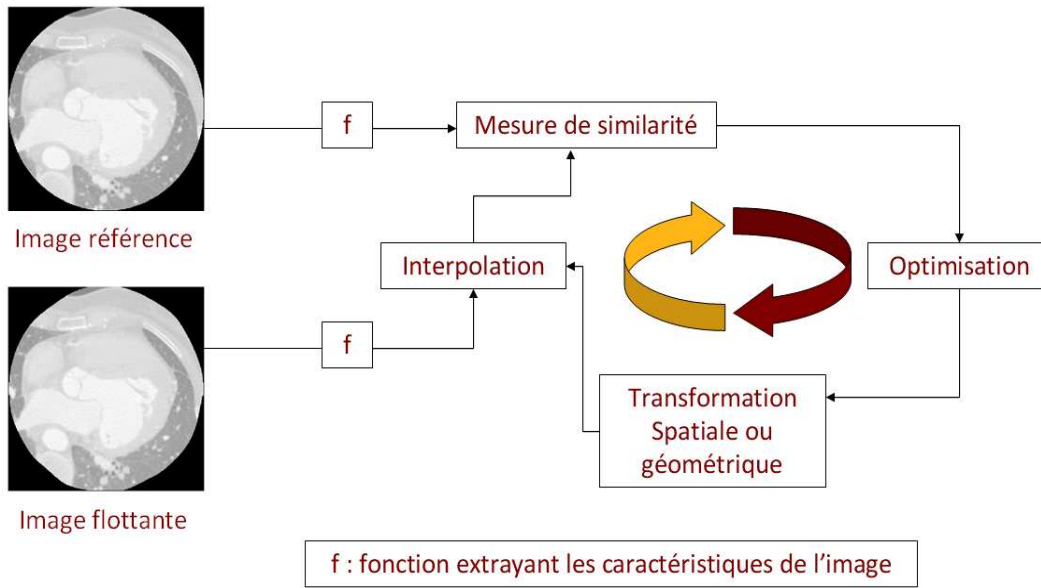 f
Mesure de similarité
Image référence
Interpolation
Optimisation
f
Transformation
Spatiale ou
géométrique
Image flottante
f : fonction extrayant les caractéristiques de l’image